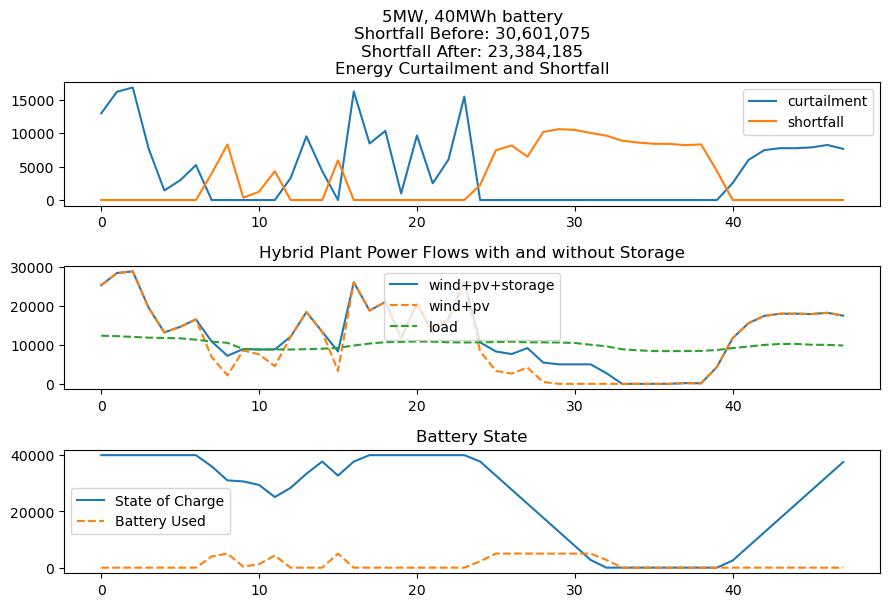 5MW, 40MWh battery
Shortfall Before: 30,601,075
Shortfall After: 23,384,185
Energy Curtailment and Shortfall
15000
10000
5000
0
curtailment
shortfall
0 10 20 30 40
Hybrid Plant Power Flows with and without Storage
30000
20000
10000
0
wind+pv+storage
wind+pv
load
0 10 20 30 40
Battery State
40000
20000
0
State of Charge
Battery Used
0 10 20 30 40